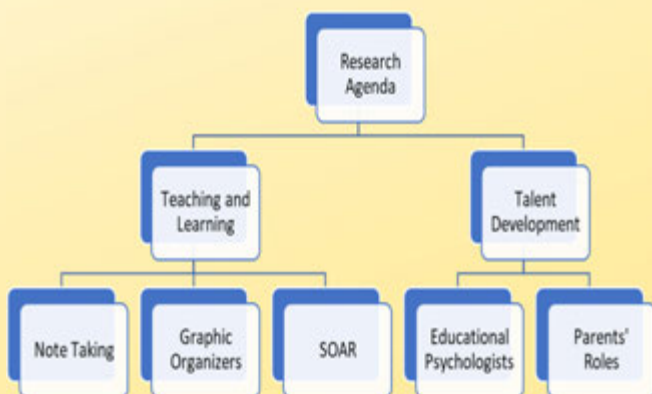 Research
Agenda
Teaching and
Learning
Talent
Development
Note Taking
Graphic
Organizers
SOAR
Educational
Psychologists
Parents'
Roles